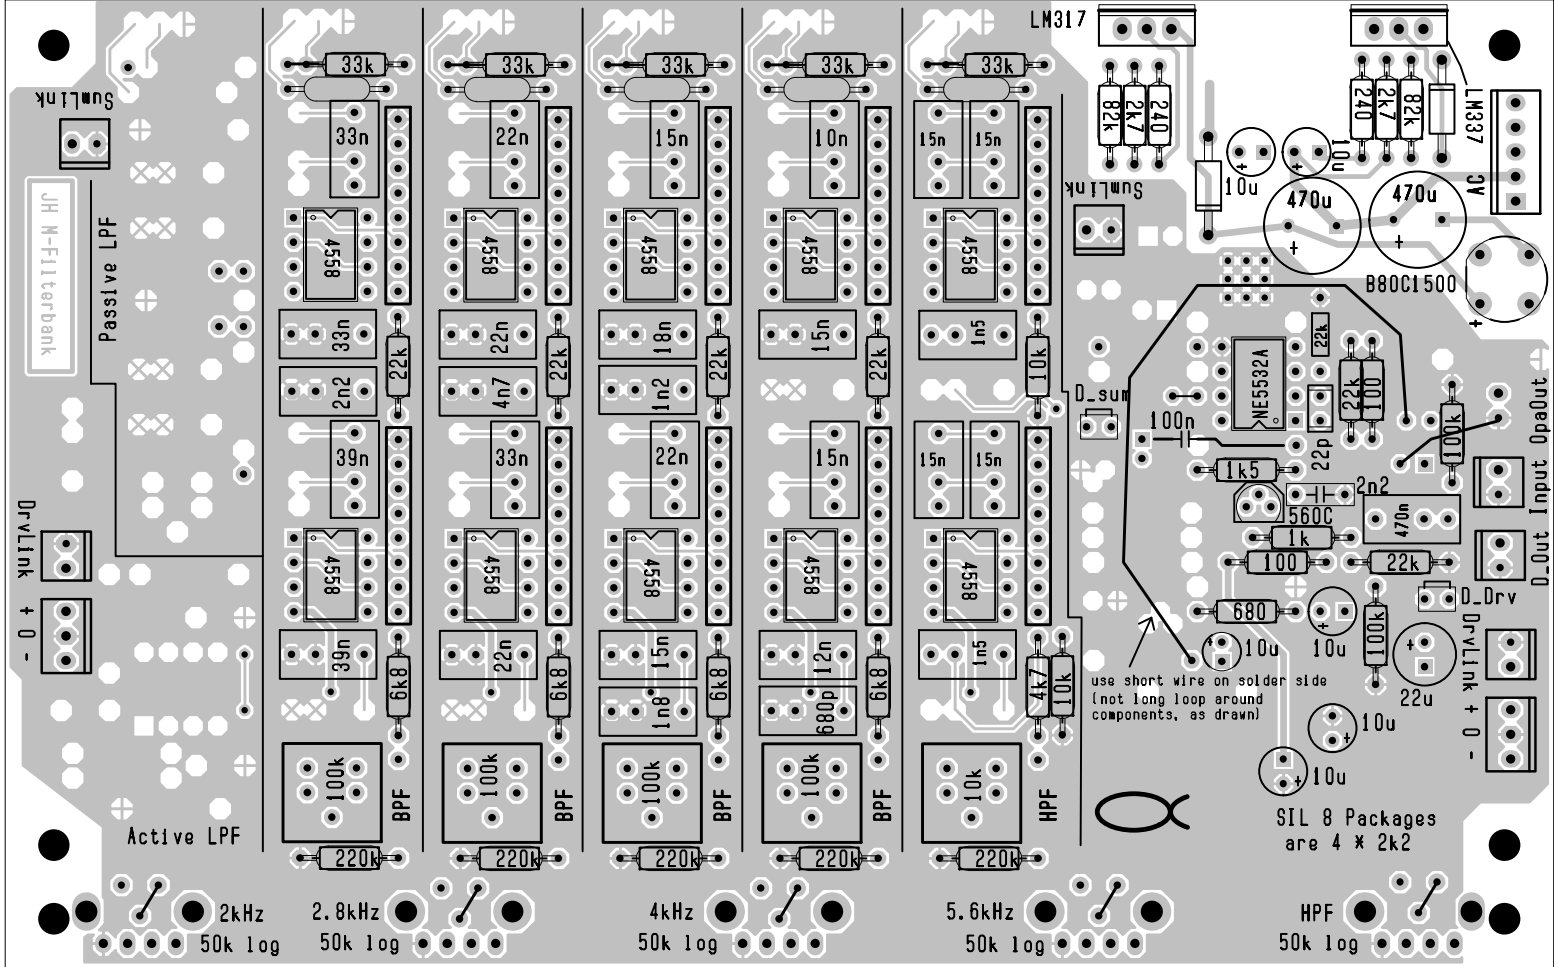 LM317
33k
33k
33k
33k
33k
82k
2k7
240
240
2k7
82k
LM337
SumLink
33n
22n
15n
10n
15n
15n
10u
10u
AC
SumLink
470u
470u
JH M-Filterbank
Passive LPF
4558
4558
4558
4558
4558
+
+
B80C1500
+
33n
22n
18n
15n
1n5
22k
22k
22k
22k
10k
22k
NE5532A
22k
100
2n2
4n7
1n2
D_sum
100n
22p
100k
OpaOut
39n
33n
22n
15n
15n
15n
1k5
2n2
Input
560C
470n
DrvLink
4558
4558
4558
4558
4558
1k
100
22k
D_Out
D_Drv
+ 0 -
680
10u
10u
100k
22u
DrvLink
39n
22n
15n
12n
1n5
6k8
6k8
6k8
6k8
4k7
10k
1n8
680p
use short wire on solder side
(not long loop around
components, as drawn)
+ 0 -
10u
10u
100k
100k
100k
100k
10k
BPF
BPF
BPF
BPF
HPF
Active LPF
SIL 8 Packages
are 4 * 2k2
220k
220k
220k
220k
220k
2kHz
2.8kHz
4kHz
5.6kHz
HPF
50k log
50k log
50k log
50k log
50k log